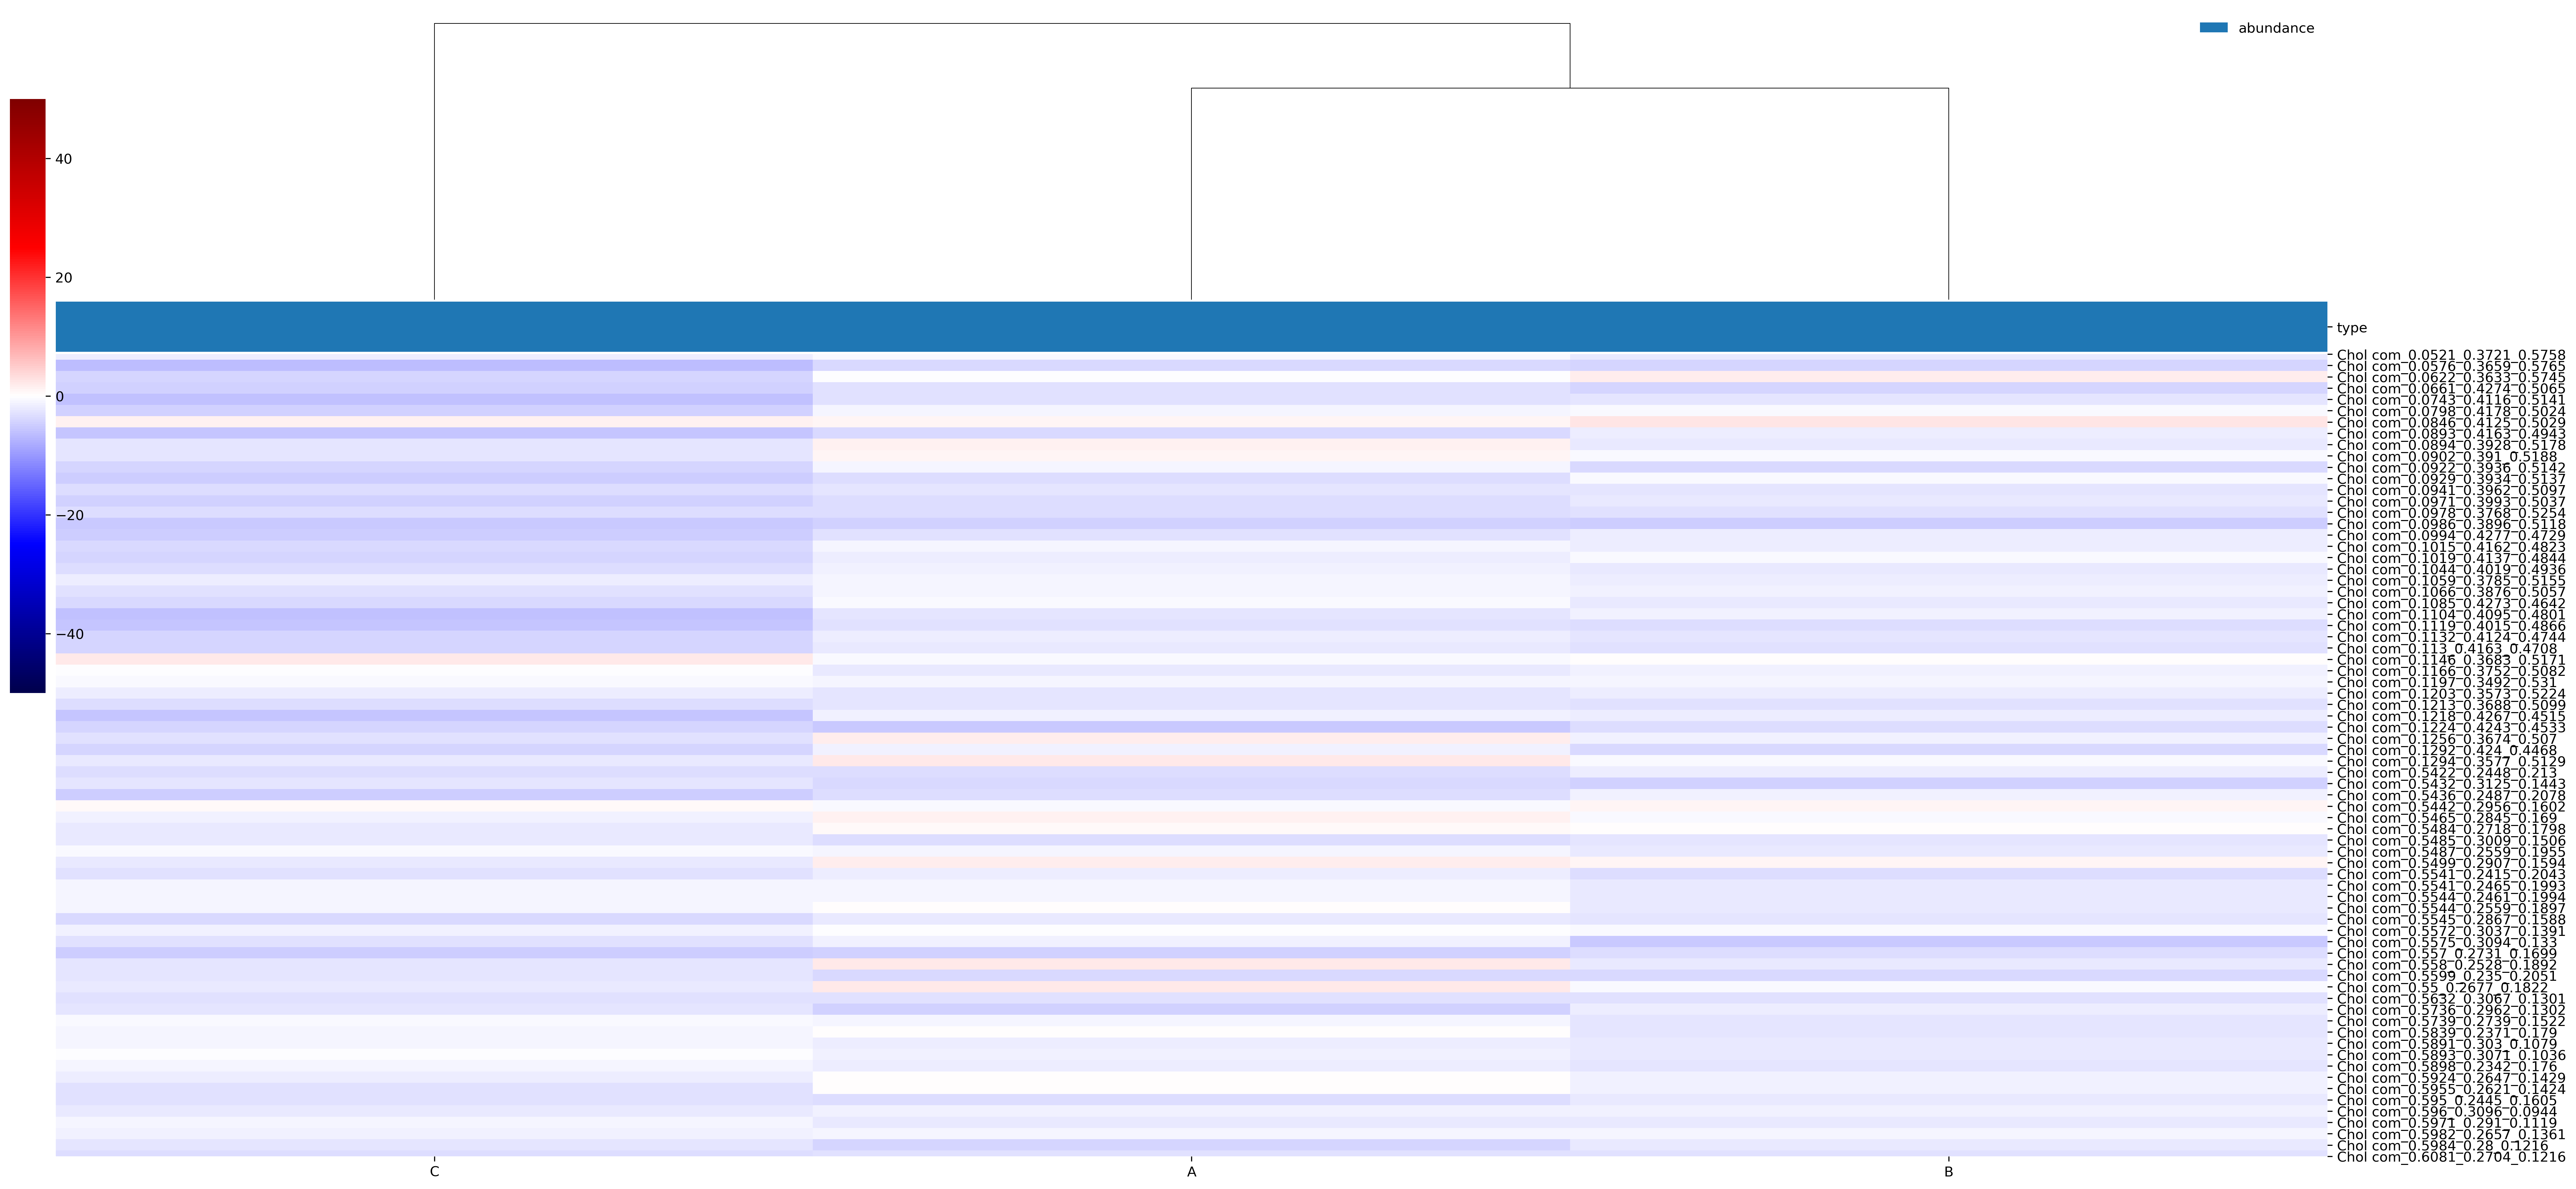 abundance
40
20
0
−20
−40
type
Chol com_0.0521_0.3721_0.5758
Chol com_0.0576_0.3659_0.5765
Chol com_0.0622_0.3633_0.5745
Chol com_0.0661_0.4274_0.5065
Chol com_0.0743_0.4116_0.5141
Chol com_0.0798_0.4178_0.5024
Chol com_0.0846_0.4125_0.5029
Chol com_0.0893_0.4163_0.4943
Chol com_0.0894_0.3928_0.5178
Chol com_0.0902_0.391_0.5188
Chol com_0.0922_0.3936_0.5142
Chol com_0.0929_0.3934_0.5137
Chol com_0.0941_0.3962_0.5097
Chol com_0.0971_0.3993_0.5037
Chol com_0.0978_0.3768_0.5254
Chol com_0.0986_0.3896_0.5118
Chol com_0.0994_0.4277_0.4729
Chol com_0.1015_0.4162_0.4823
Chol com_0.1019_0.4137_0.4844
Chol com_0.1044_0.4019_0.4936
Chol com_0.1059_0.3785_0.5155
Chol com_0.1066_0.3876_0.5057
Chol com_0.1085_0.4273_0.4642
Chol com_0.1104_0.4095_0.4801
Chol com_0.1119_0.4015_0.4866
Chol com_0.1132_0.4124_0.4744
Chol com_0.113_0.4163_0.4708
Chol com_0.1146_0.3683_0.5171
Chol com_0.1166_0.3752_0.5082
Chol com_0.1197_0.3492_0.531
Chol com_0.1203_0.3573_0.5224
Chol com_0.1213_0.3688_0.5099
Chol com_0.1218_0.4267_0.4515
Chol com_0.1224_0.4243_0.4533
Chol com_0.1256_0.3674_0.507
Chol com_0.1292_0.424_0.4468
Chol com_0.1294_0.3577_0.5129
Chol com_0.5422_0.2448_0.213
Chol com_0.5432_0.3125_0.1443
Chol com_0.5436_0.2487_0.2078
Chol com_0.5442_0.2956_0.1602
Chol com_0.5465_0.2845_0.169
Chol com_0.5484_0.2718_0.1798
Chol com_0.5485_0.3009_0.1506
Chol com_0.5487_0.2559_0.1955
Chol com_0.5499_0.2907_0.1594
Chol com_0.5541_0.2415_0.2043
Chol com_0.5541_0.2465_0.1993
Chol com_0.5544_0.2461_0.1994
Chol com_0.5544_0.2559_0.1897
Chol com_0.5545_0.2867_0.1588
Chol com_0.5572_0.3037_0.1391
Chol com_0.5575_0.3094_0.133
Chol com_0.557_0.2731_0.1699
Chol com_0.558_0.2528_0.1892
Chol com_0.5599_0.235_0.2051
Chol com_0.55_0.2677_0.1822
Chol com_0.5632_0.3067_0.1301
Chol com_0.5736_0.2962_0.1302
Chol com_0.5739_0.2739_0.1522
Chol com_0.5839_0.2371_0.179
Chol com_0.5891_0.303_0.1079
Chol com_0.5893_0.3071_0.1036
Chol com_0.5898_0.2342_0.176
Chol com_0.5924_0.2647_0.1429
Chol com_0.5955_0.2621_0.1424
Chol com_0.595_0.2445_0.1605
Chol com_0.596_0.3096_0.0944
Chol com_0.5971_0.291_0.1119
Chol com_0.5982_0.2657_0.1361
Chol com_0.5984_0.28_0.1216
Chol com_0.6081_0.2704_0.1216
C A B